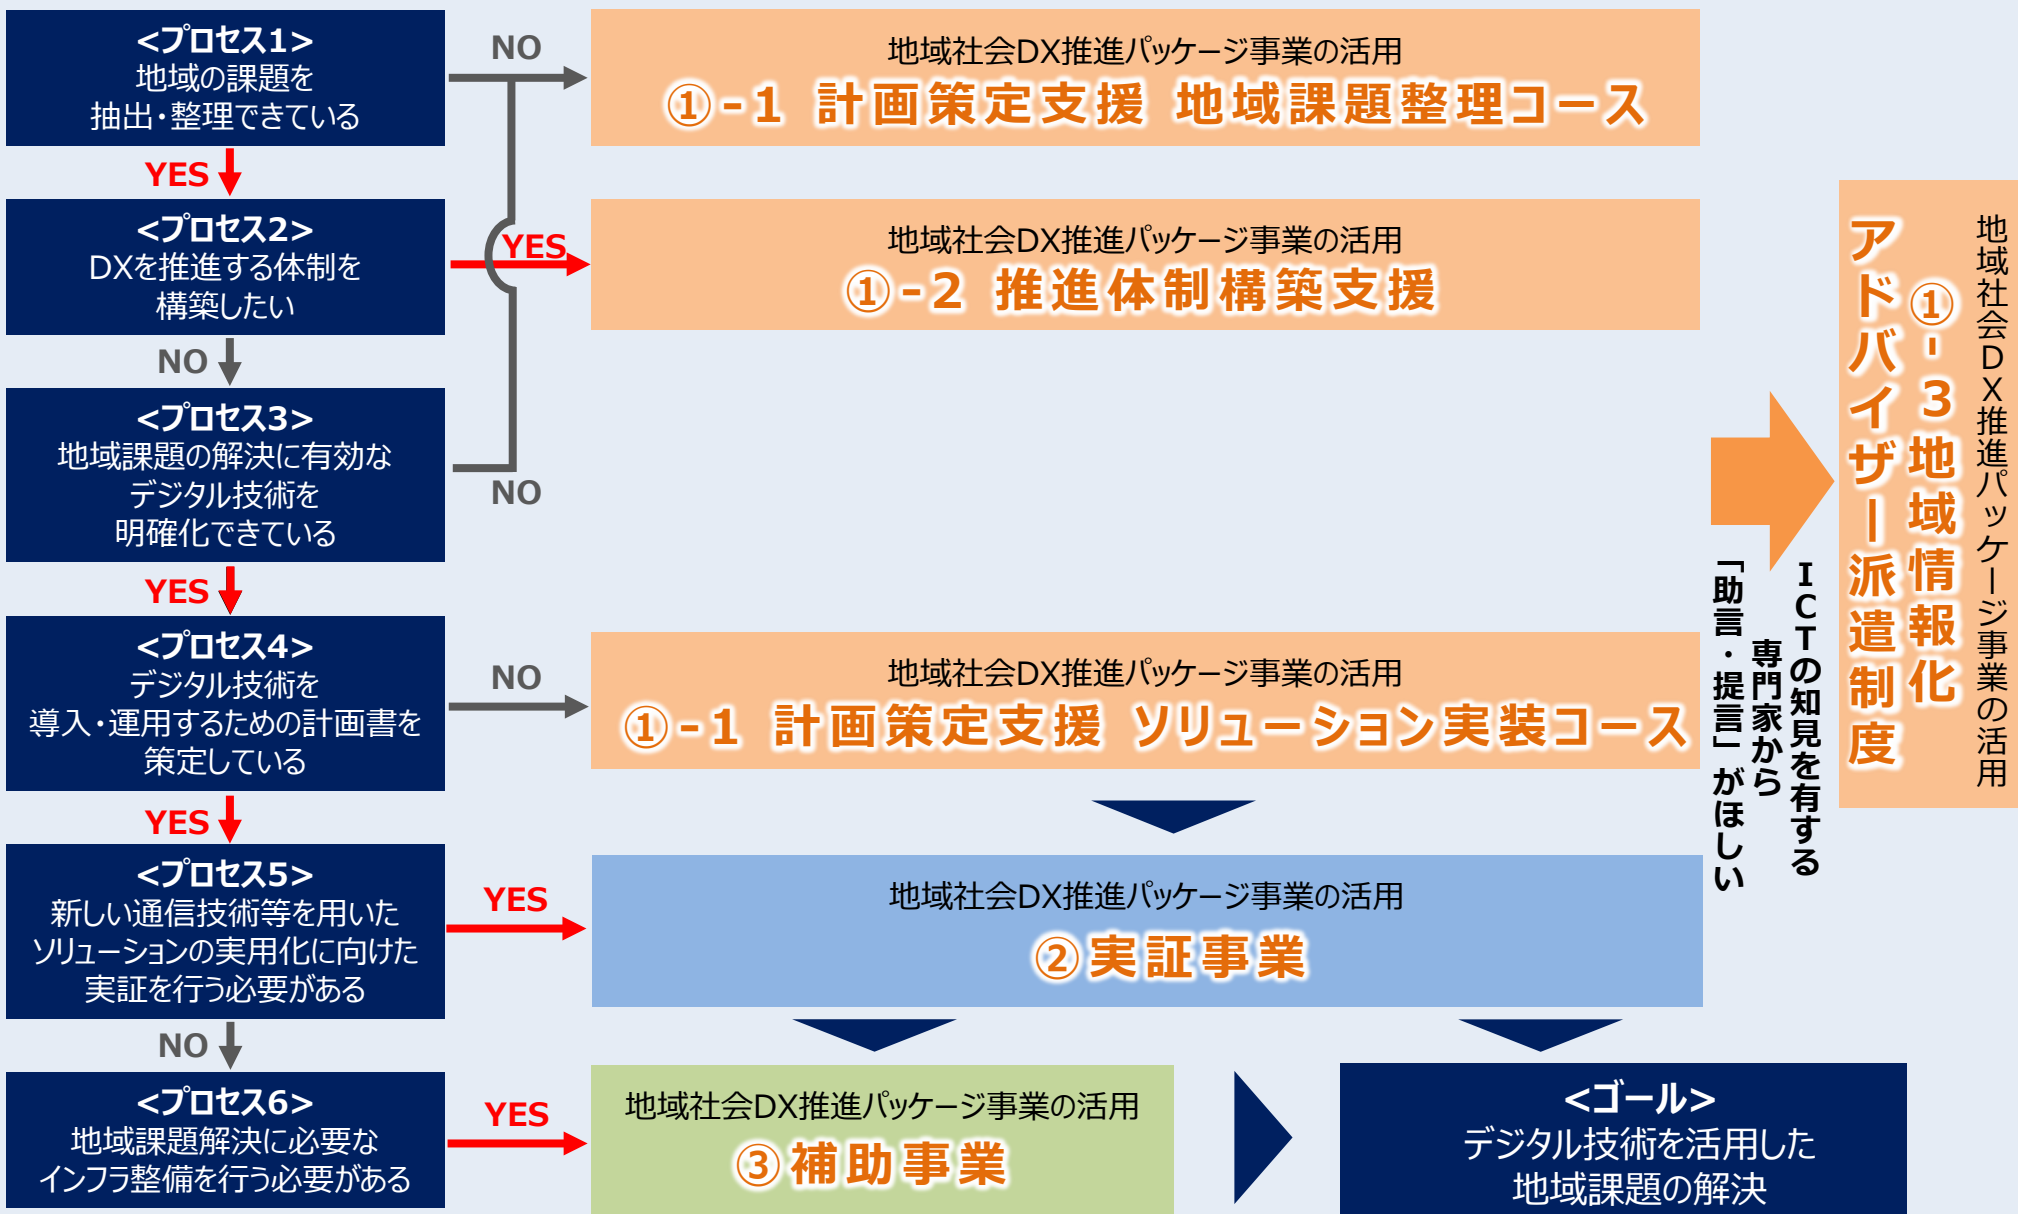 <プロセス1>
地域の課題を
抽出・整理できている
NO
地域社会DX推進パッケージ事業の活用
①-1 計画策定支援 地域課題整理コース
YES
<プロセス2>
DXを推進する体制を
構築したい
YES
地域社会DX推進パッケージ事業の活用
①-2 推進体制構築支援
NO
<プロセス3>
地域課題の解決に有効な
デジタル技術を
明確化できている
NO
YES
<プロセス4>
デジタル技術を
導入・運用するための計画書を
策定している
NO
地域社会DX推進パッケージ事業の活用
①-1 計画策定支援 ソリューション実装コース
YES
<プロセス5>
新しい通信技術等を用いた
ソリューションの実用化に向けた
実証を行う必要がある
YES
地域社会DX推進パッケージ事業の活用
②実証事業
NO
<プロセス6>
地域課題解決に必要な
インフラ整備を行う必要がある
YES
地域社会DX推進パッケージ事業の活用
③補助事業
<ゴール>
デジタル技術を活用した
地域課題の解決
ICTの知見を有する
専門家から
「助言・提言」がほしい
地域社会DX推進パッケージ事業の活用
①-3地域情報化
アドバイザー派遣制度